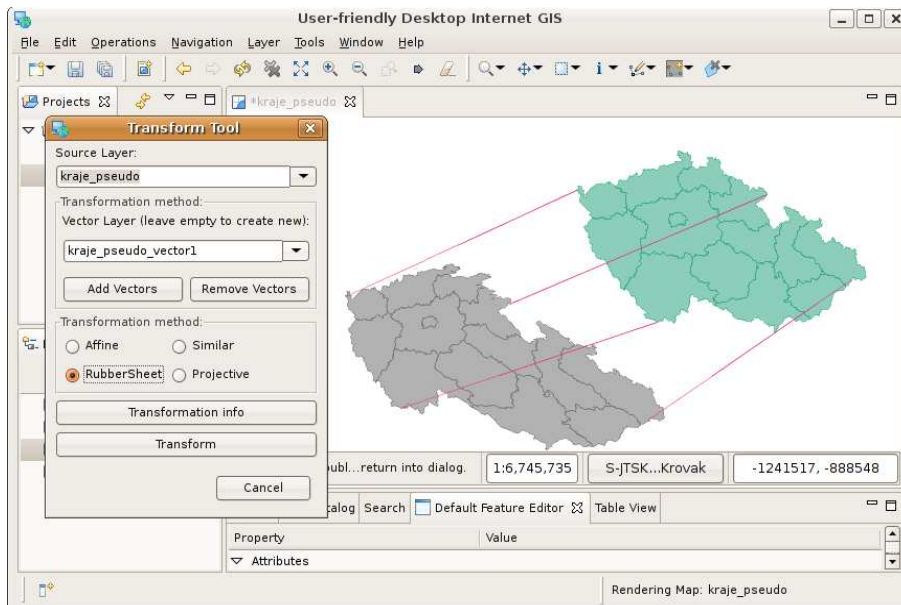 User-friendly Desktop Internet GIS
File Edit Operations Navigation Layer Tools Window Help
Projects
*kraje_pseudo
Transform Tool
Source Layer:
kraje_pseudo
Transformation method:
Vector Layer (leave empty to create new):
kraje_pseudo_vector1
Add Vectors Remove Vectors
Transformation method:
Affine Similar
RubberSheet Projective
Transformation info
Transform
Cancel
publ...return into dialog. 1:6,745,735 S-JTSK...Krovak -1241517, -888548
alog Search Default Feature Editor Table View
Property Value
Attributes
Rendering Map: kraje_pseudo